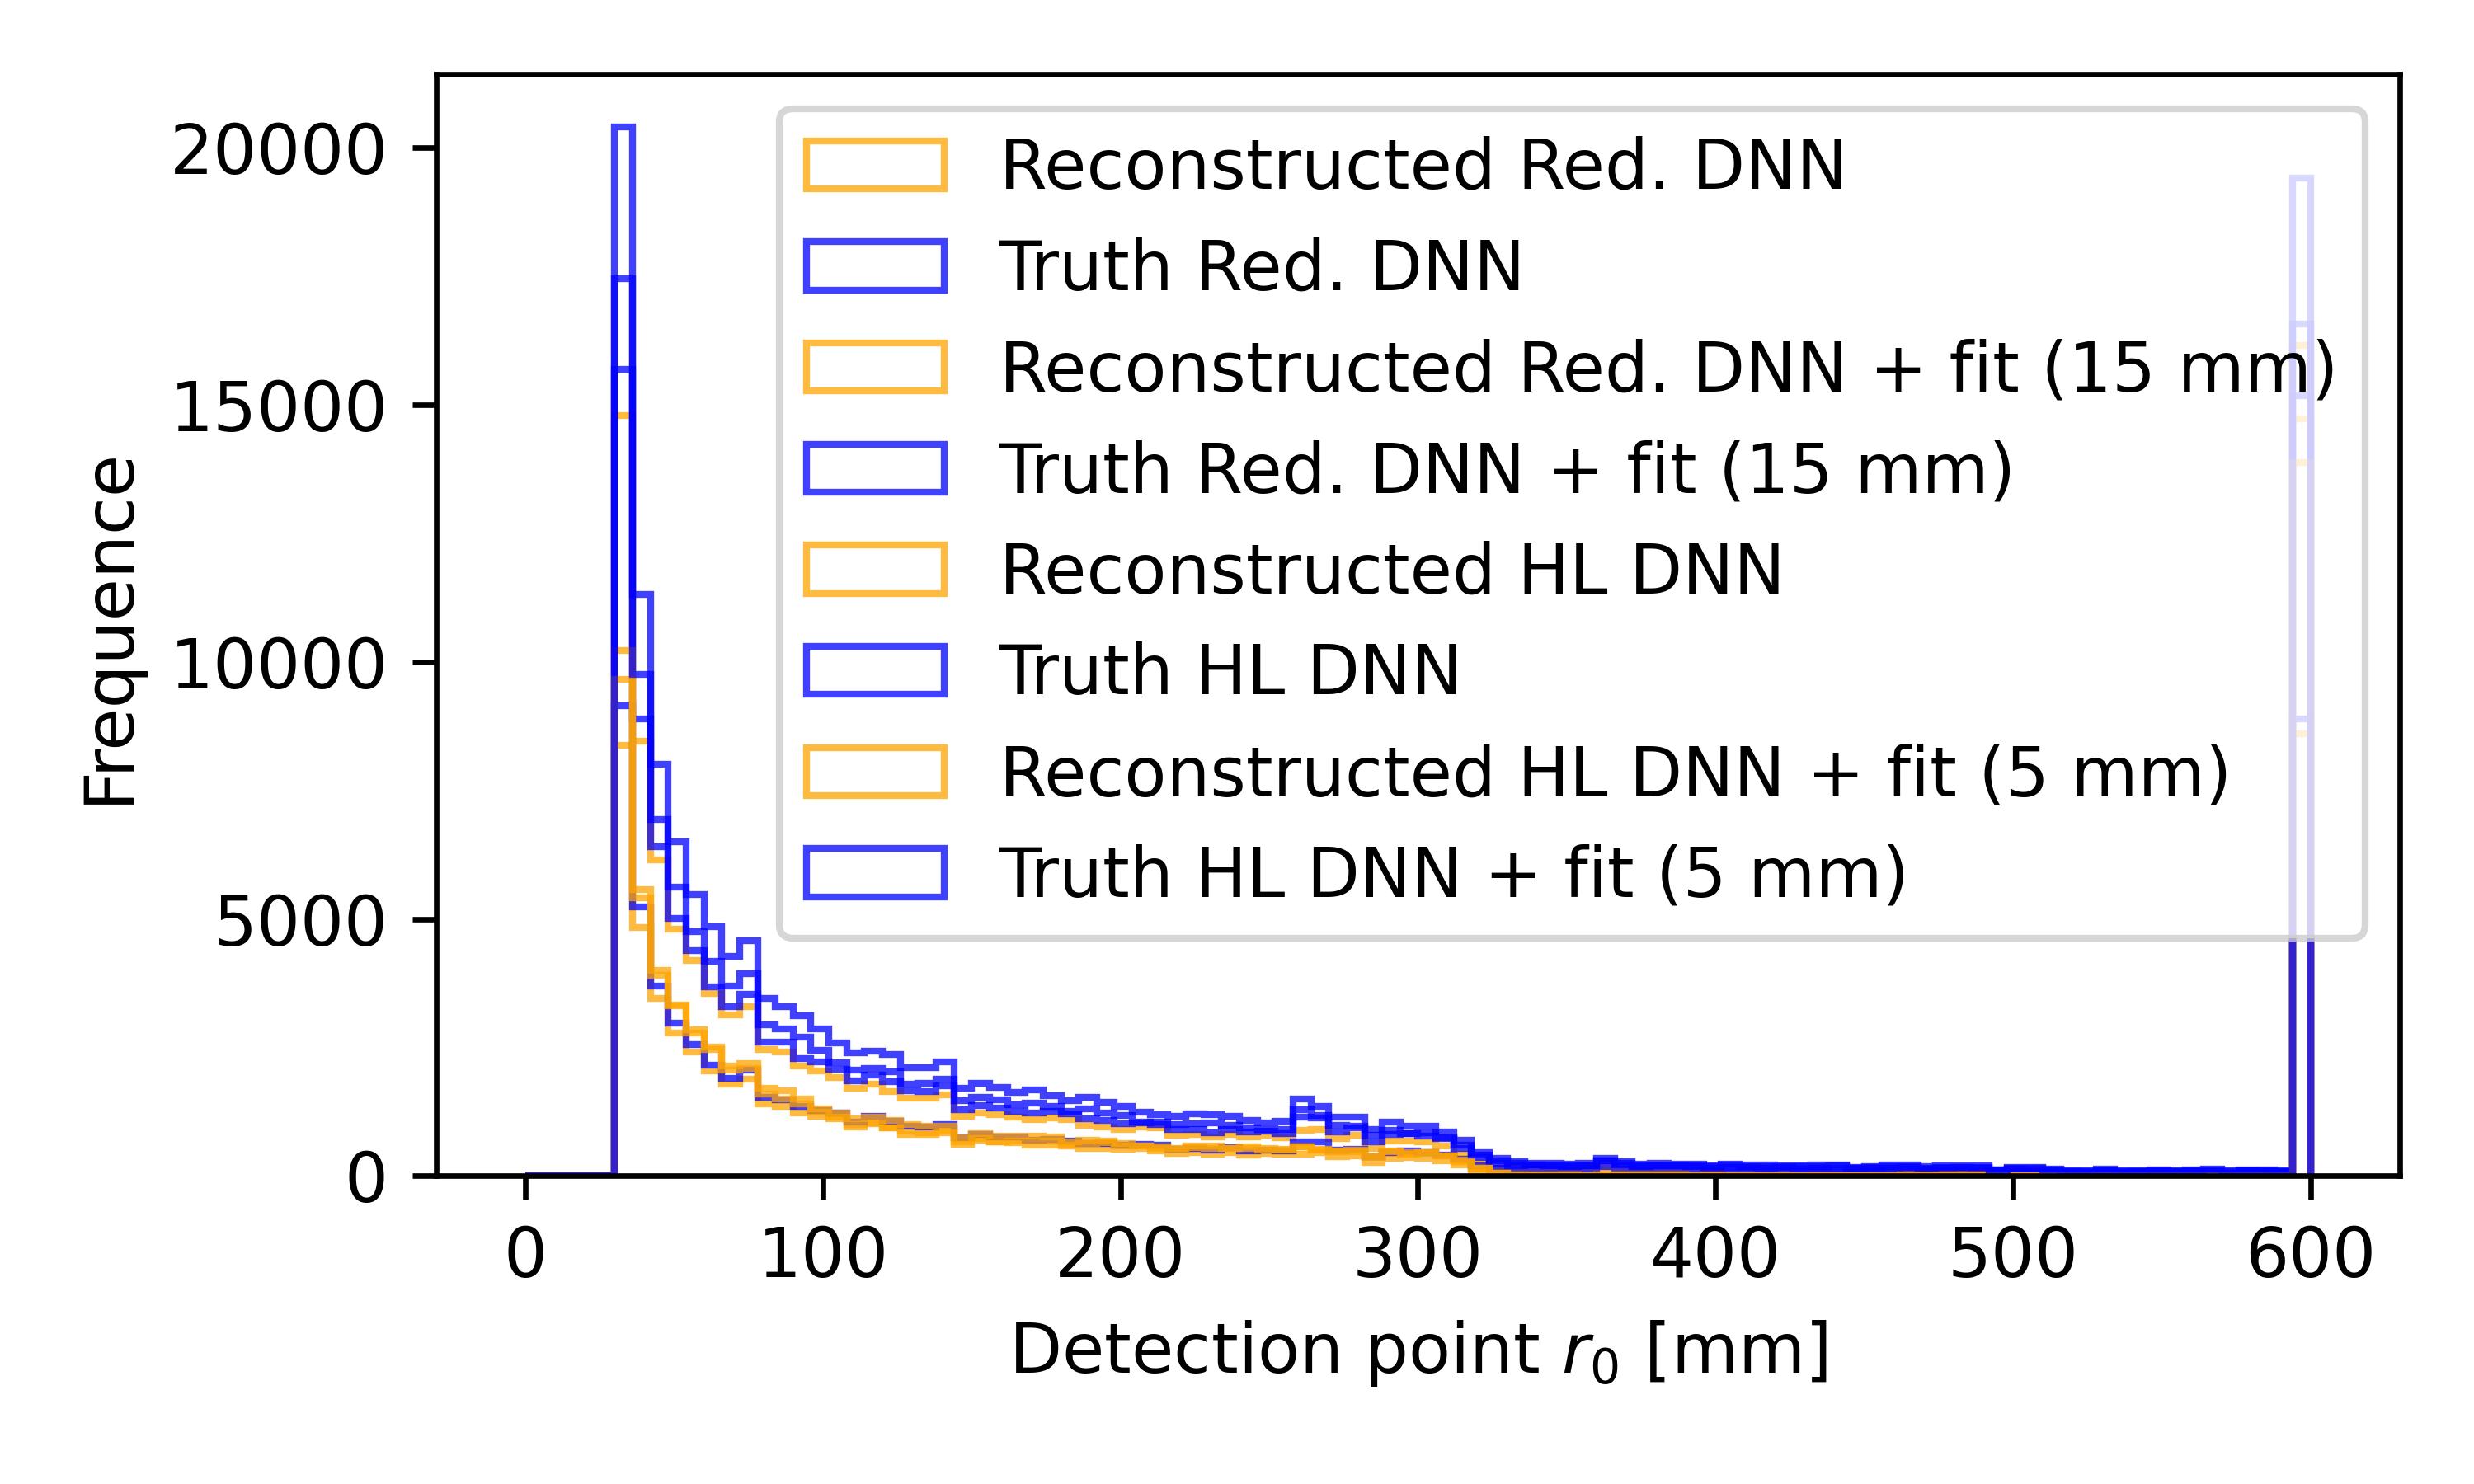 20000
15000
10000
5000
0
Frequency
Reconstructed Red. DNN
Truth Red. DNN
Reconstructed Red. DNN + fit (15 mm)
Truth Red. DNN + fit (15 mm)
Reconstructed HL DNN
Truth HL DNN
Reconstructed HL DNN + fit (5 mm)
Truth HL DNN + fit (5 mm)
0 100 200 300 400 500 600
Detection point r₀ [mm]